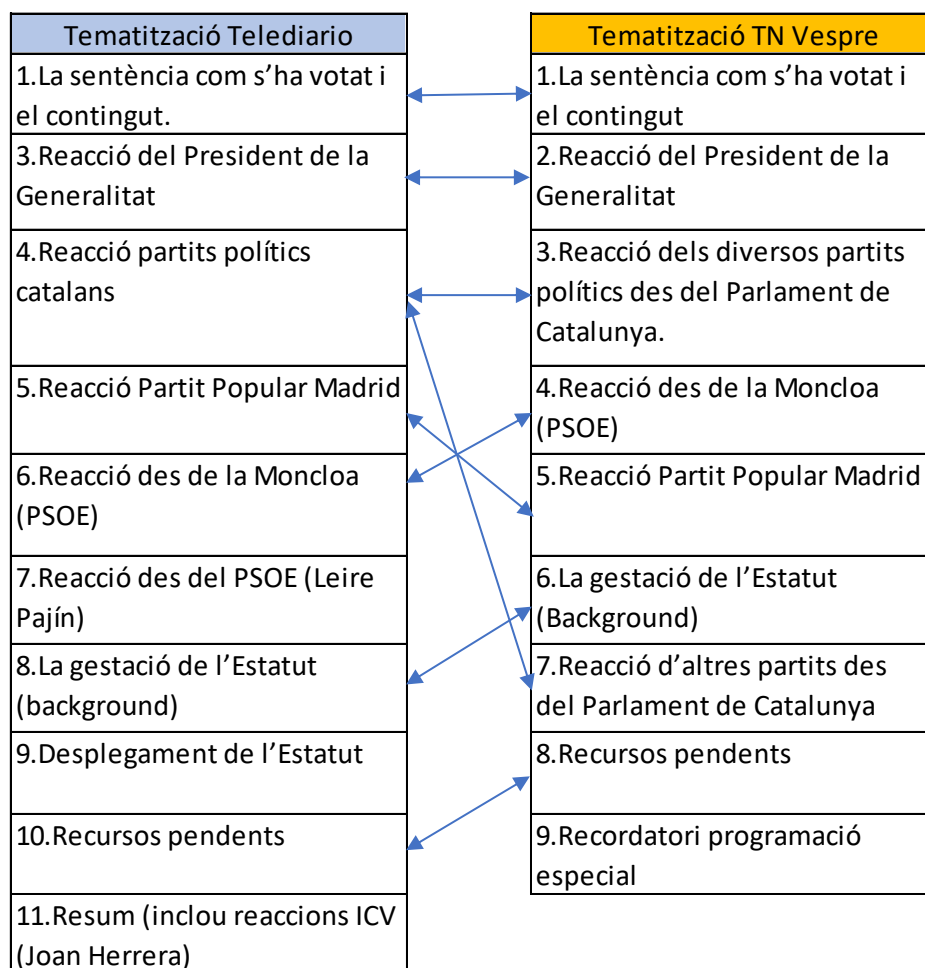 Tematització Telediario
1.La sentència com s’ha votat i
el contingut.
3.Reacció del President de la
Generalitat
4.Reacció partits polítics
catalans
5.Reacció Partit Popular Madrid
6.Reacció des de la Moncloa
(PSOE)
7.Reacció des del PSOE (Leire
Pajín)
8.La gestació de l’Estatut
(background)
9.Desplegament de l’Estatut
10.Recursos pendents
11.Resum (inclou reaccions ICV
(Joan Herrera)
Tematització TN Vespre
1.La sentència com s’ha votat i
el contingut
2.Reacció del President de la
Generalitat
3.Reacció dels diversos partits
polítics des del Parlament de
Catalunya.
4.Reacció des de la Moncloa
(PSOE)
5.Reacció Partit Popular Madrid
6.La gestació de l’Estatut
(Background)
7.Reacció d’altres partits des
del Parlament de Catalunya
8.Recursos pendents
9.Recordatori programació
especial